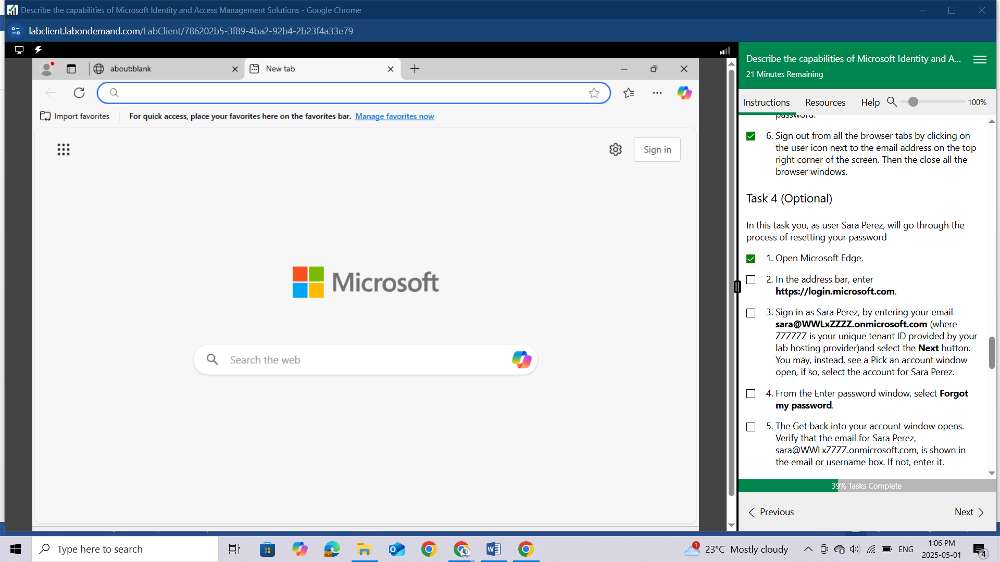 Describe the capabilities of Microsoft Identity and Access Management Solutions - Google Chrome
labclient.labondemand.com/LabClient/786202b5-3f89-4ba2-92b4-2b23f4a33e79
about:blank
New tab
Import favorites
For quick access, place your favorites here on the favorites bar. Manage favorites now
Sign in
Microsoft
Search the web
Describe the capabilities of Microsoft Identity and A...
21 Minutes Remaining
Instructions
Resources
Help
100%
password.
6. Sign out from all the browser tabs by clicking on
the user icon next to the email address on the top
right corner of the screen. Then the close all the
browser windows.
Task 4 (Optional)
In this task you, as user Sara Perez, will go through the
process of resetting your password
1. Open Microsoft Edge.
2. In the address bar, enter
https://login.microsoft.com.
3. Sign in as Sara Perez, by entering your email
sara@WWLxZZZZ.onmicrosoft.com (where
ZZZZZZ is your unique tenant ID provided by your
lab hosting provider)and select the Next button.
You may, instead, see a Pick an account window
open, if so, select the account for Sara Perez.
4. From the Enter password window, select Forgot
my password.
5. The Get back into your account window opens.
Verify that the email for Sara Perez,
sara@WWLxZZZZ.onmicrosoft.com, is shown in
the email or username box. If not, enter it.
39% Tasks Complete
Previous
Next
Type here to search
1
23°C Mostly cloudy
ENG
1:06 PM
2025-05-01
4